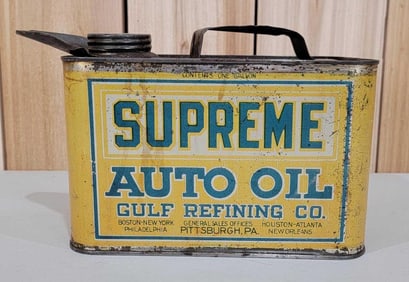 CONTENTS ONE GALLON
SUPREME
AUTO OIL
GULF REFINING CO.
BOSTON-NEW YORK GENERAL SALES OFFICES HOUSTON-ATLANTA
PHILADELPHIA PITTSBURGH, PA. NEW ORLEANS